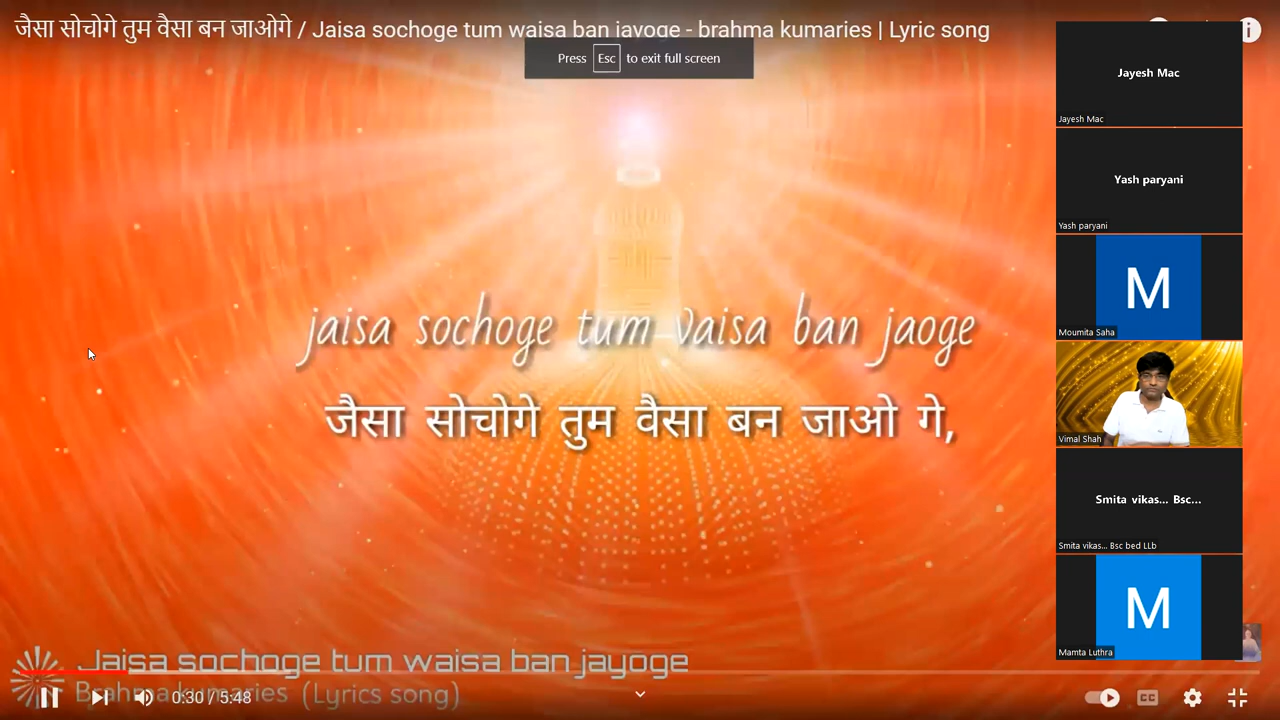 जैसा सोचोगे तुम वैसा बन जाओगे / Jaisa sochoge tum waisa ban jayoge - brahma kumaries | Lyric song
Press Esc to exit full screen
jaisa sochoge tum vaisa ban jaoge
जैसा सोचोगे तुम वैसा बन जाओ गे,
Jayesh Mac
Jayesh Mac
Yash paryani
Yash paryani
M
Moumita Saha
Vimal Shah
Smita vikas... Bsc...
Smita vikas... Bsc bed LLb
M
Mamta Luthra
Jaisa sochoge tum waisa ban jayoge
Brahma kumaries (Lyrics song)
0:30 / 5:48
CC